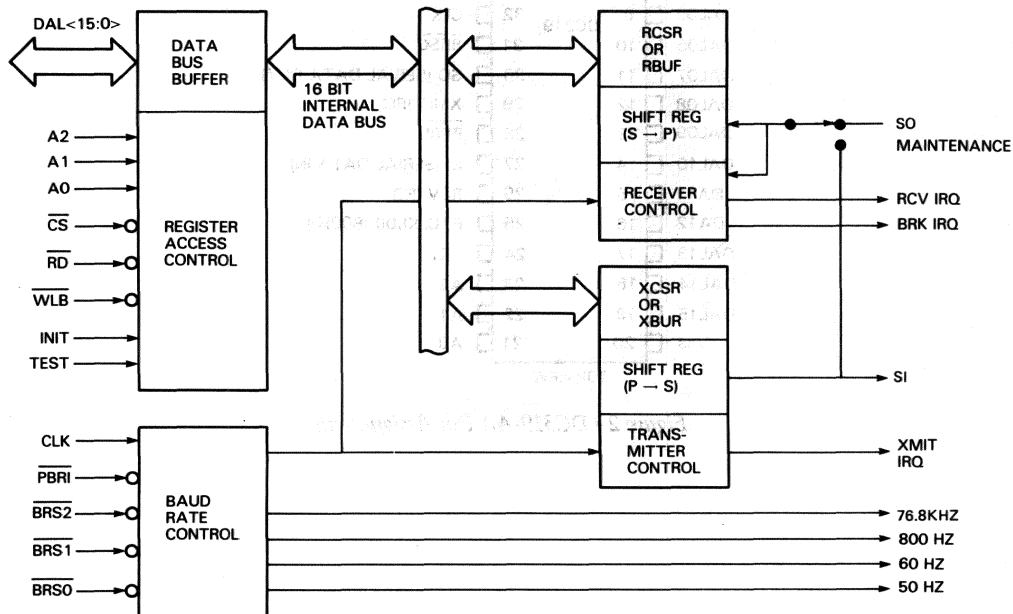 DAL<15:0>
DATA
BUS
BUFFER
16 BIT
INTERNAL
DATA BUS
A2
A1
A0
CS
RD
WLB
INIT
TEST
REGISTER
ACCESS
CONTROL
RCSR
OR
RBUF
SHIFT REG
(S → P)
RECEIVER
CONTROL
SO
MAINTENANCE
RCV IRQ
BRK IRQ
XCSR
OR
XBUR
SHIFT REG
(P → S)
TRANS-
MITTER
CONTROL
SI
XMIT
IRQ
CLK
PBRI
BRS2
BRS1
BRS0
BAUD
RATE
CONTROL
76.8KHZ
800 HZ
60 HZ
50 HZ